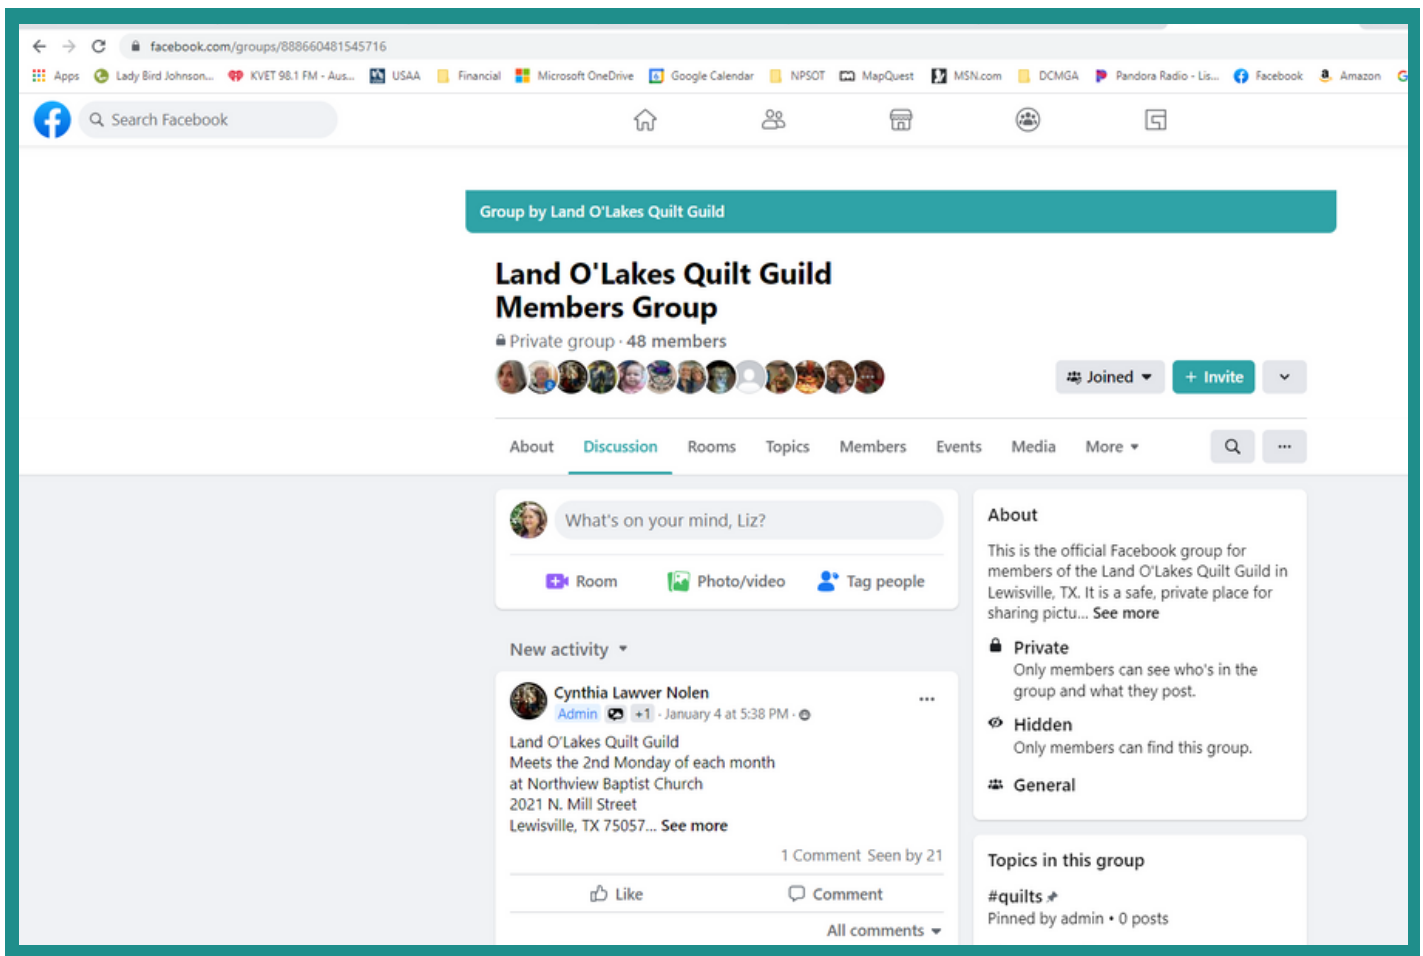 facebook.com/groups/888660481545716
Apps Lady Bird Johnson... KVET 98.1 FM - Aus... USAA Financial Microsoft OneDrive Google Calendar NPSOT MapQuest MSN.com DCMGA Pandora Radio - Lis... Facebook Amazon
Search Facebook
Group by Land O'Lakes Quilt Guild
Land O'Lakes Quilt Guild
Members Group
Private group · 48 members
Joined + Invite
About Discussion Rooms Topics Members Events Media More
What's on your mind, Liz?
Room Photo/video Tag people
New activity
Cynthia Lawver Nolen
Admin +1 · January 4 at 5:38 PM ·
Land O'Lakes Quilt Guild
Meets the 2nd Monday of each month
at Northview Baptist Church
2021 N. Mill Street
Lewisville, TX 75057... See more
1 Comment Seen by 21
Like Comment
All comments
About
This is the official Facebook group for
members of the Land O'Lakes Quilt Guild in
Lewisville, TX. It is a safe, private place for
sharing pictu... See more
Private
Only members can see who's in the
group and what they post.
Hidden
Only members can find this group.
General
Topics in this group
#quilts
Pinned by admin • 0 posts